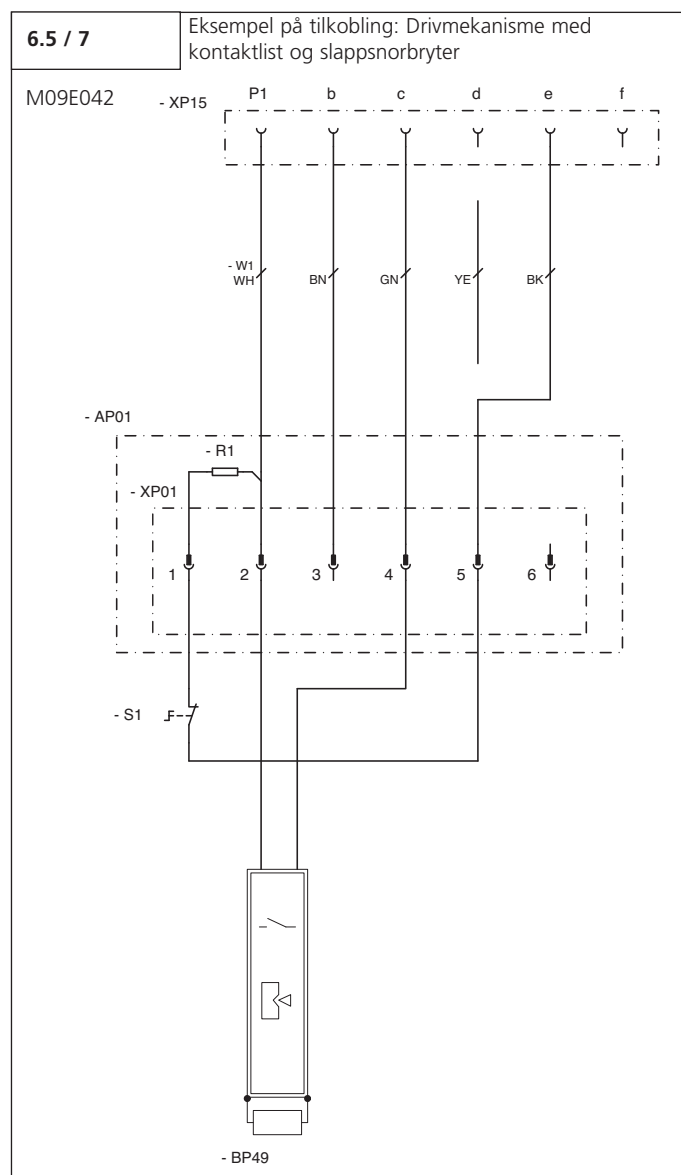 6.5 / 7
Eksempel på tilkobling: Drivmekanisme med
kontaktlist og slappsnorbryter
M09E042
- XP15
P1 b c d e f
- W1
WH BN GN YE BK
- AP01
- R1
- XP01
1 2 3 4 5 6
- S1
- BP49